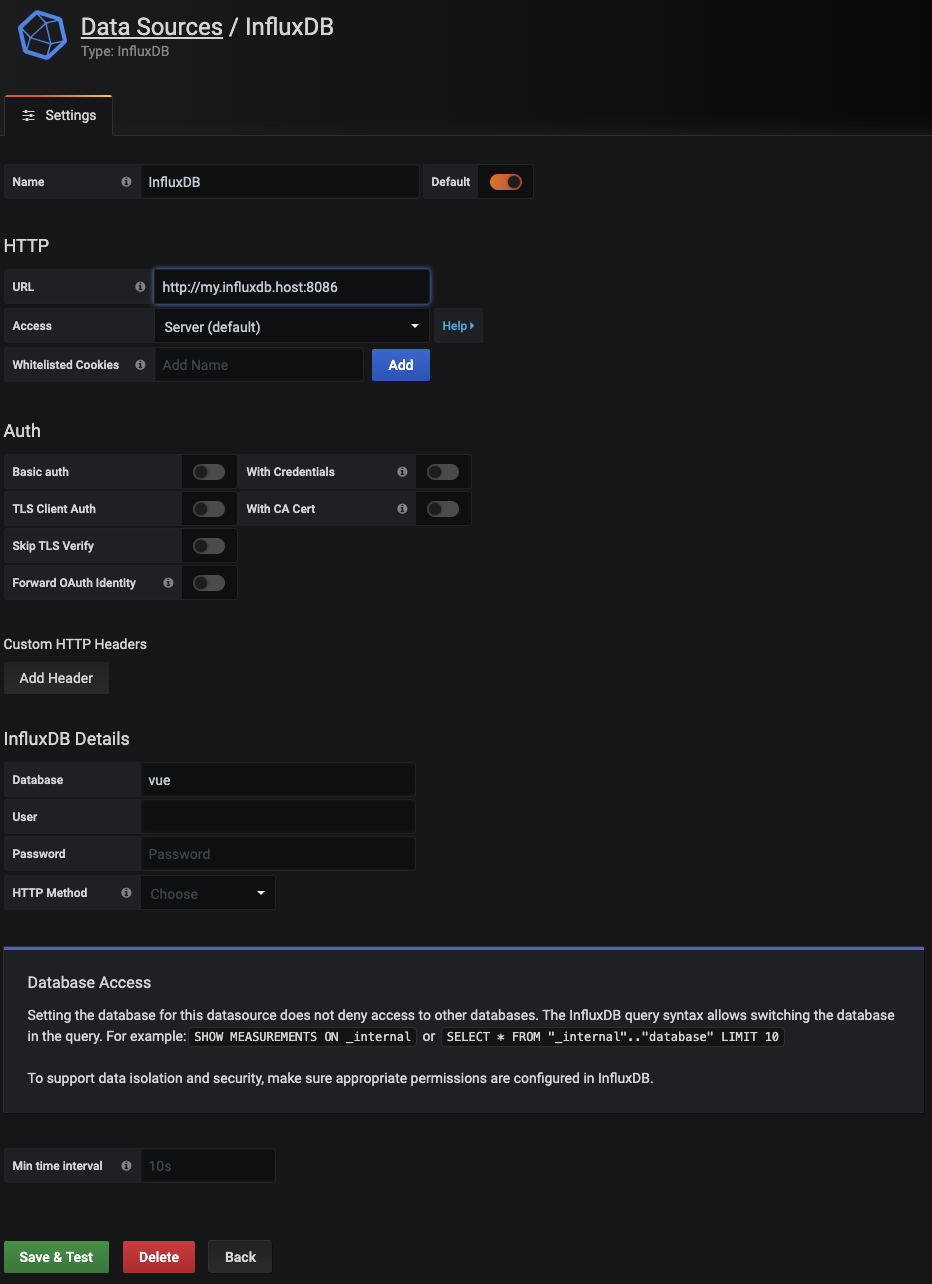 Data Sources / InfluxDB
Type: InfluxDB
Settings
Name InfluxDB Default
HTTP
URL http://my.influxdb.host:8086
Access Server (default) Help
Whitelisted Cookies Add Name Add
Auth
Basic auth With Credentials
TLS Client Auth With CA Cert
Skip TLS Verify
Forward OAuth Identity
Custom HTTP Headers
Add Header
InfluxDB Details
Database vue
User
Password Password
HTTP Method Choose
Database Access
Setting the database for this datasource does not deny access to other databases. The InfluxDB query syntax allows switching the database
in the query. For example: SHOW MEASUREMENTS ON _internal or SELECT * FROM "_internal".."database" LIMIT 10
To support data isolation and security, make sure appropriate permissions are configured in InfluxDB.
Min time interval 10s
Save & Test Delete Back